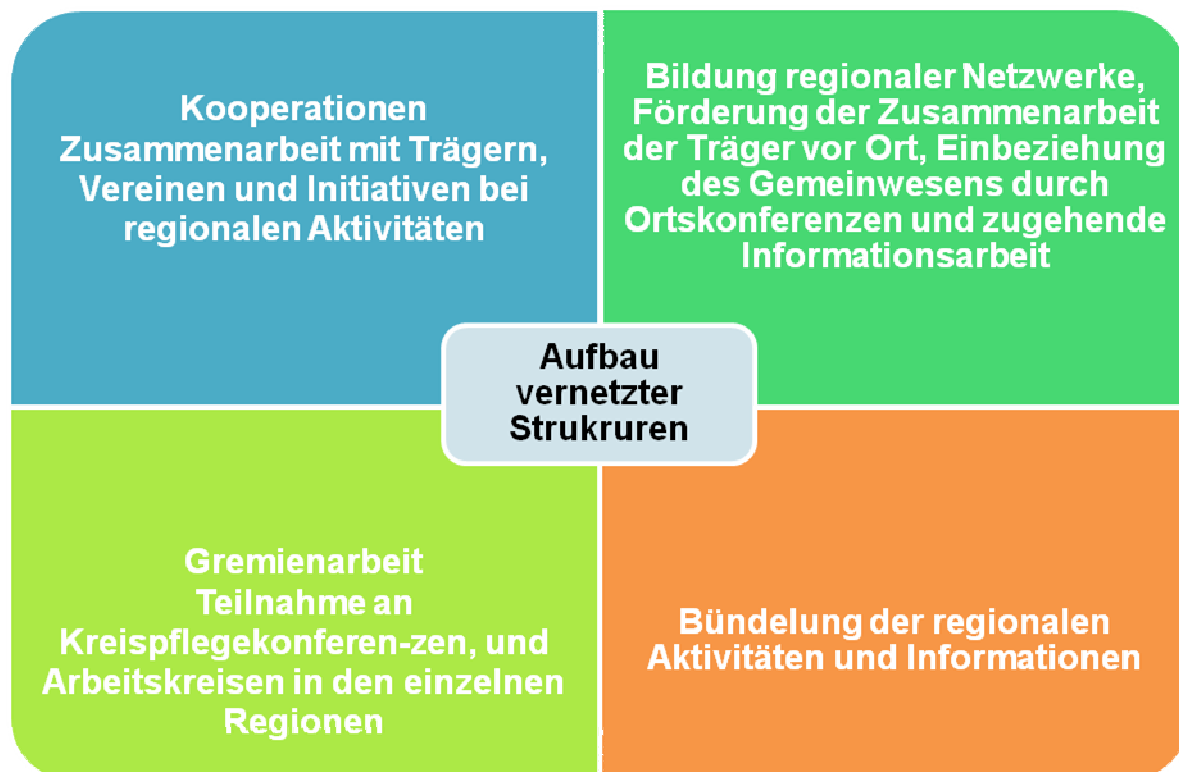 Kooperationen
Zusammenarbeit mit Trägern,
Vereinen und Initiativen bei
regionalen Aktivitäten
Bildung regionaler Netzwerke,
Förderung der Zusammenarbeit
der Träger vor Ort, Einbeziehung
des Gemeinwesens durch
Ortskonferenzen und zugehende
Informationsarbeit
Aufbau
vernetzter
Strukruren
Gremienarbeit
Teilnahme an
Kreispflegekonferen-zen, und
Arbeitskreisen in den einzelnen
Regionen
Bündelung der regionalen
Aktivitäten und Informationen